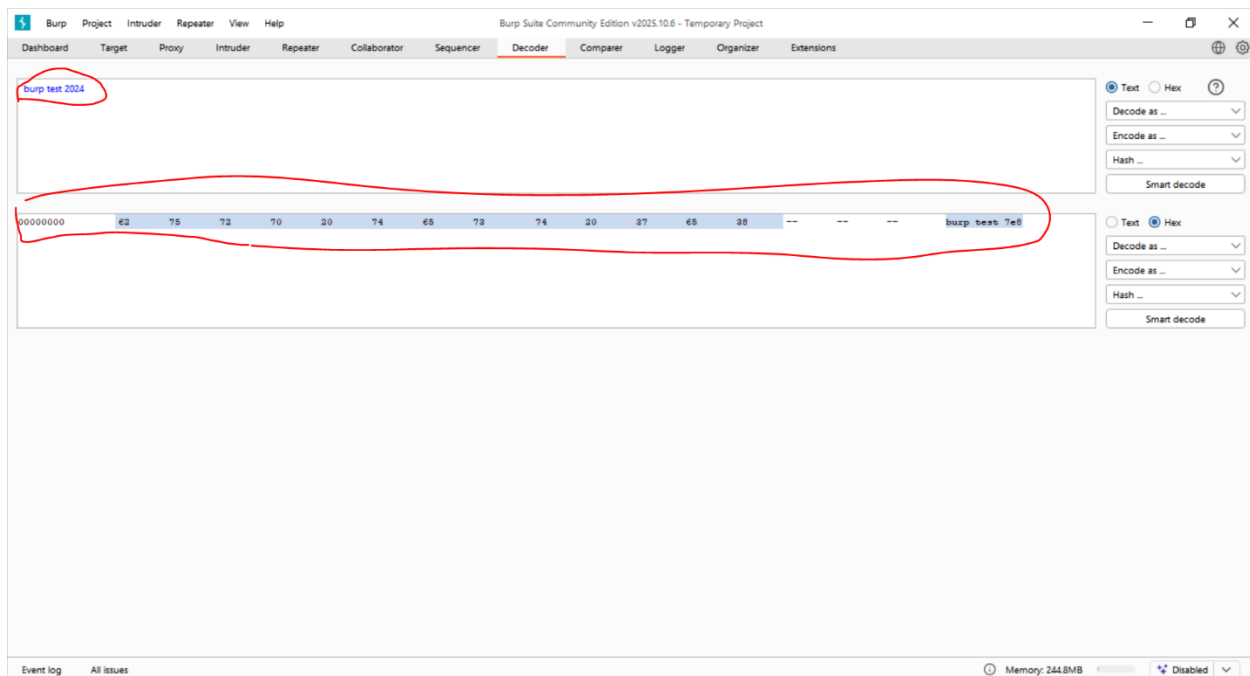 Burp Project Intruder Repeater View Help Burp Suite Community Edition v2025.10.6 - Temporary Project
Dashboard Target Proxy Intruder Repeater Collaborator Sequencer Decoder Comparer Logger Organizer Extensions
burp test 2024
Text Hex ?
Decode as ...
Encode as ...
Hash ...
Smart decode
00000000 62 75 72 70 20 74 65 73 74 20 37 65 38 -- -- -- burp test 7e8
Text Hex
Decode as ...
Encode as ...
Hash ...
Smart decode
Event log All issues Memory: 244.8MB Disabled